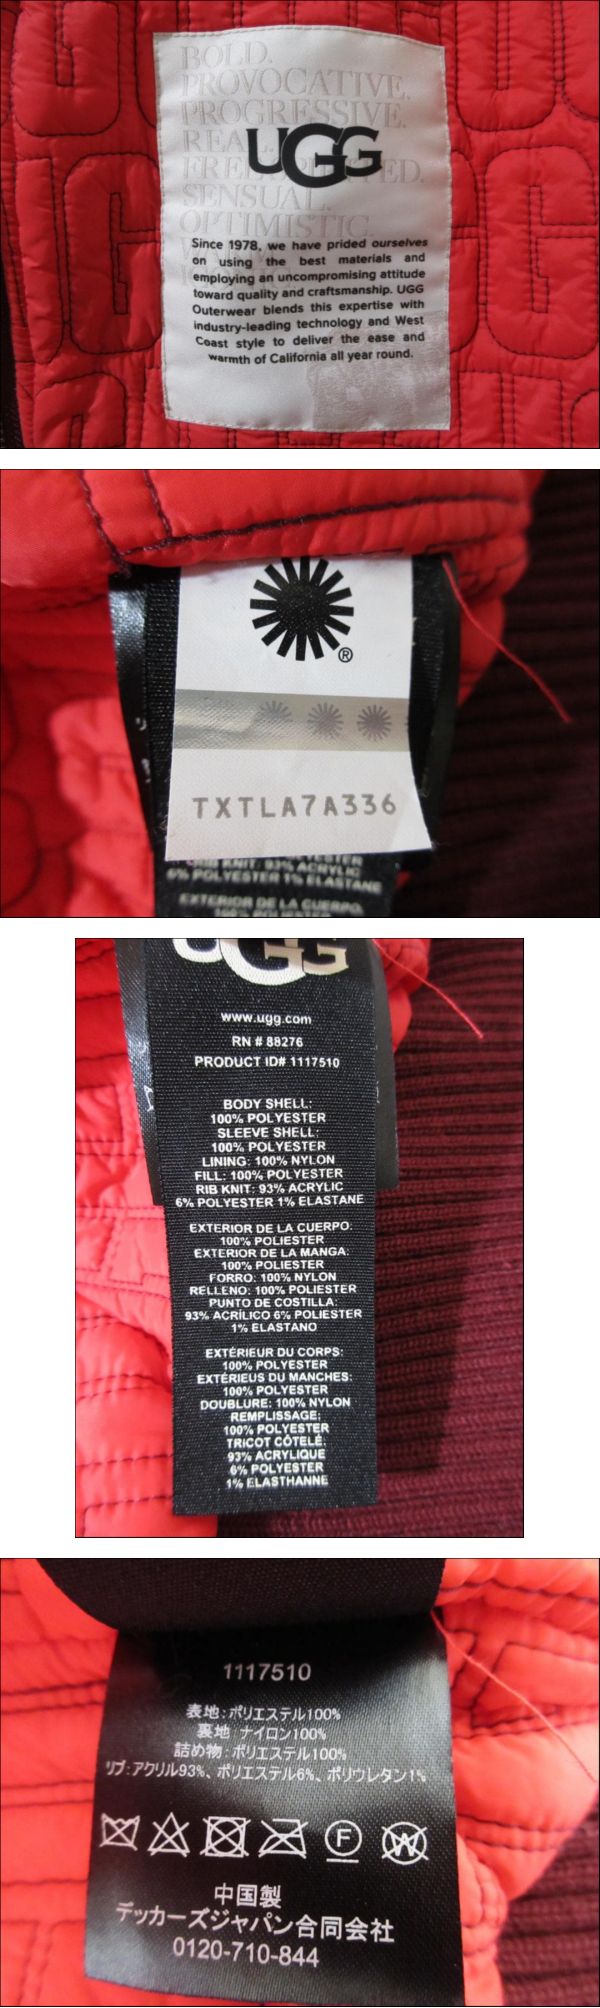 BOLD.
PROVOCATIVE.
PROGRESSIVE.
REAL.
UGG
FREE SPIRITED.
SENSUAL.
OPTIMISTIC.
Since 1978, we have prided ourselves
on using the best materials and
employing an uncompromising attitude
toward quality and craftsmanship. UGG
Outerwear blends this expertise with
industry-leading technology and West
Coast style to deliver the ease and
warmth of California all year round.
®
TXTLA7A336
RIB KNIT: 93% ACRYLIC
6% POLYESTER 1% ELASTANE
EXTERIOR DE LA CUERPO:
100% POLIESTER
UGG
www.ugg.com
RN # 88276
PRODUCT ID# 1117510
BODY SHELL:
100% POLYESTER
SLEEVE SHELL:
100% POLYESTER
LINING: 100% NYLON
FILL: 100% POLYESTER
RIB KNIT: 93% ACRYLIC
6% POLYESTER 1% ELASTANE
EXTERIOR DE LA CUERPO:
100% POLIESTER
EXTERIOR DE LA MANGA:
100% POLIESTER
FORRO: 100% NYLON
RELLENO: 100% POLIESTER
PUNTO DE COSTILLA:
93% ACRÍLICO 6% POLIESTER
1% ELASTANO
EXTÉRIEUR DU CORPS:
100% POLYESTER
EXTÉRIEUR DU MANCHES:
100% POLYESTER
DOUBLURE: 100% NYLON
REMPLISSAGE:
100% POLYESTER
TRICOT CÔTELÉ:
93% ACRYLIQUE
6% POLYESTER
1% ELASTHANNE
1117510
表地:ポリエステル100%
裏地 ナイロン100%
詰め物:ポリエステル100%
リブ:アクリル93%、ポリエステル6%、ポリウレタン1%
F W
中国製
デッカーズジャパン合同会社
0120-710-844